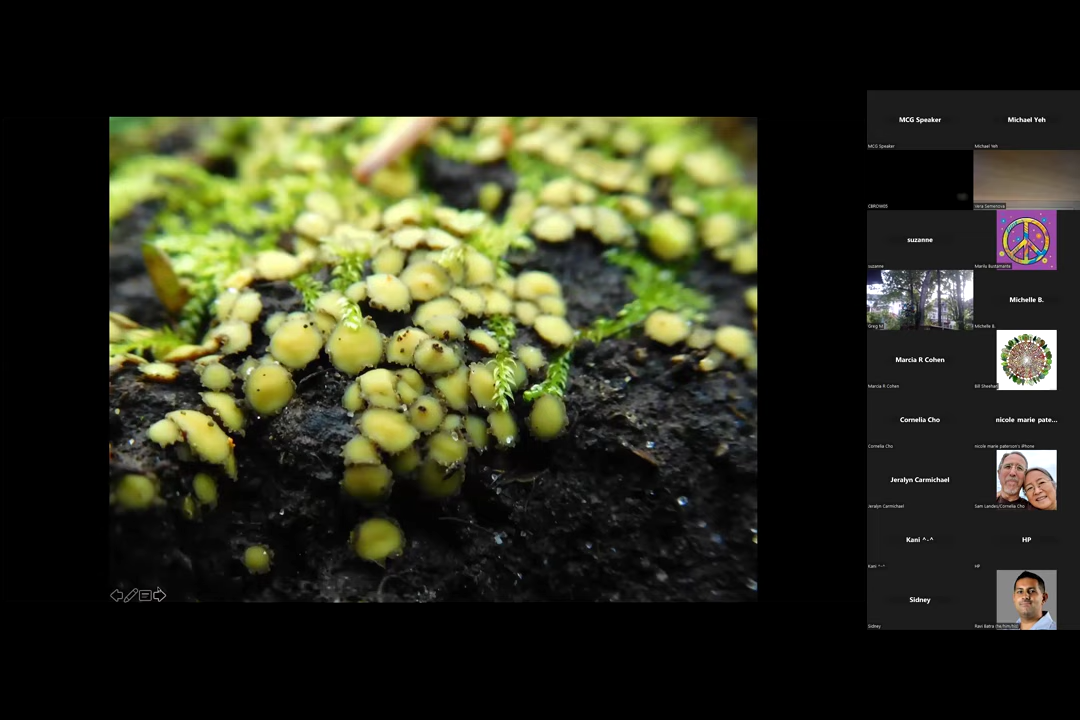 MCG Speaker
MCG Speaker
Michael Yeh
Michael Yeh
CBROW05
Vera Semenova
suzanne
suzanne
Marilu Bustamante
Greg M
Michelle B.
Michelle B.
Marcia R Cohen
Marcia R Cohen
Bill Sheehan
Cornelia Cho
Cornelia Cho
nicole marie pate...
nicole marie paterson's iPhone
Jeralyn Carmichael
Jeralyn Carmichael
Sam Landes/Cornelia Cho
Kani ^-^
Kani ^-^
HP
HP
Sidney
Sidney
Ravi Batra (he/him/his)